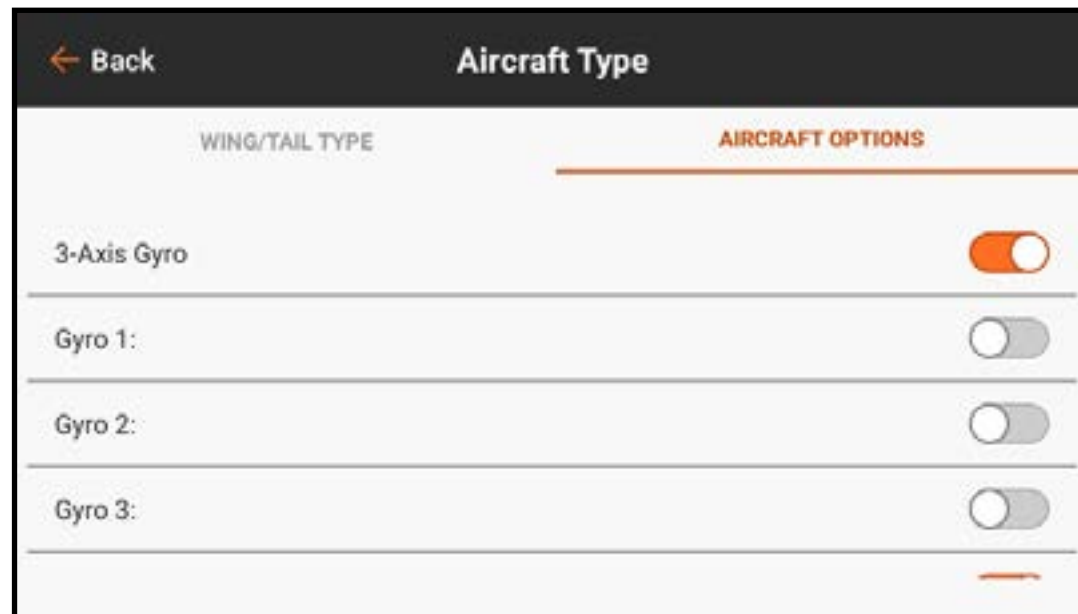 Back
Aircraft Type
WING/TAIL TYPE
AIRCRAFT OPTIONS
3-Axis Gyro
Gyro 1:
Gyro 2:
Gyro 3: